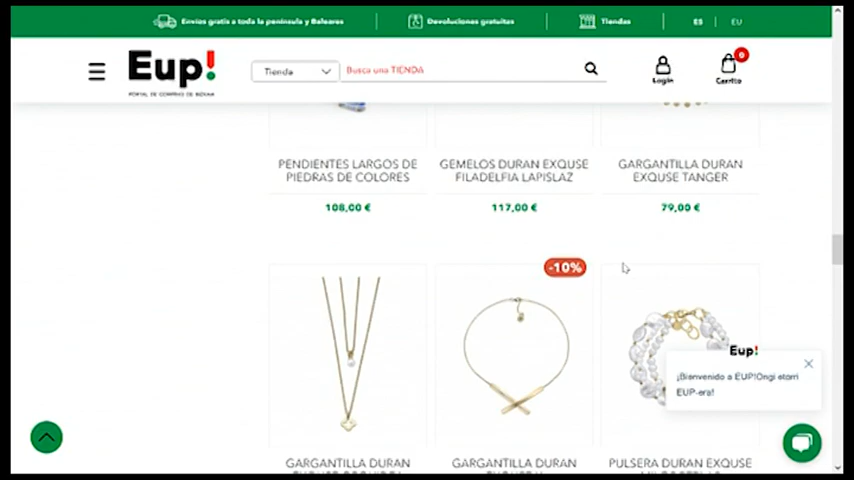 Envíos gratis a toda la península y Baleares
Devoluciones gratuitas
Tiendas
ES | EU
Eup!
Tienda
Busca una TIENDA
Login
0
Carrito
PENDIENTES LARGOS DE
PIEDRAS DE COLORES
108,00 €
GEMELOS DURAN EXQUSE
FILADELFIA LAPISLAZ
117,00 €
GARGANTILLA DURAN
EXQUSE TANGER
79,00 €
-10%
Eup!
¡Bienvenido a EUP!Ongi etorri
EUP-era!
GARGANTILLA DURAN
GARGANTILLA DURAN
PULSERA DURAN EXQUSE